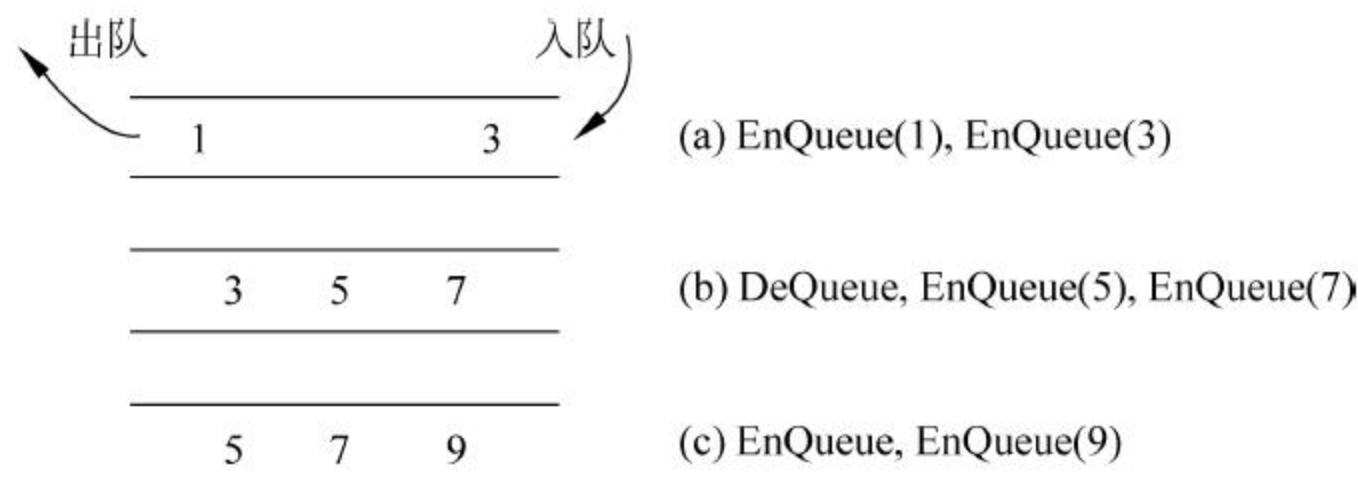 出队 入队
1 3 (a) EnQueue(1), EnQueue(3)
3 5 7 (b) DeQueue, EnQueue(5), EnQueue(7)
5 7 9 (c) EnQueue, EnQueue(9)